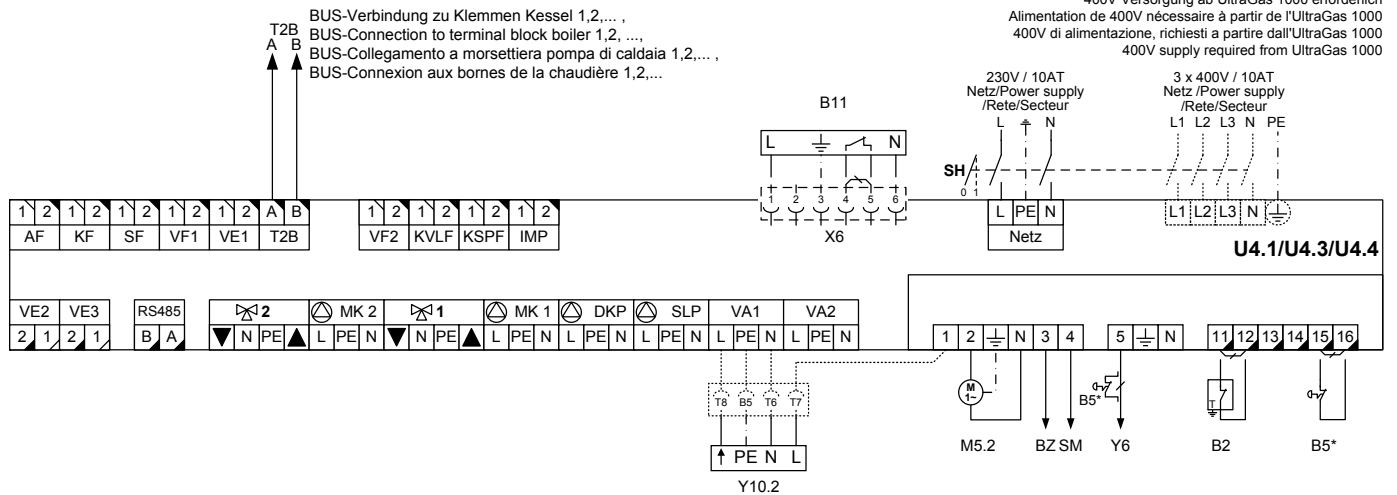 400V Versorgung ab UltraGas 1000 erforderlich
BUS-Verbindung zu Klemmen Kessel 1,2,... ,
Alimentation de 400V nécessaire à partir de l'UltraGas 1000
T2B
BUS-Connection to terminal block boiler 1,2, ...,
400V di alimentazione, richiesti a partire dall'UltraGas 1000
A B
BUS-Collegamento a morsettiera pompa di caldaia 1,2,... ,
400V supply required from UltraGas 1000
BUS-Connexion aux bornes de la chaudière 1,2,...
230V / 10AT
Netz/Power supply
/Rete/Secteur
L N
3 x 400V / 10AT
Netz /Power supply
/Rete/Secteur
L1 L2 L3 N PE
B11
L N
SH
0 1
1 2 3 4 5 6
X6
1 2 1 2 1 2 1 2 1 2 A B
AF KF SF VF1 VE1 T2B
1 2 1 2 1 2 1 2
VF2 KVLF KSPF IMP
L PE N
Netz
L1 L2 L3 N
U4.1/U4.3/U4.4
VE2 VE3 RS485 2 MK 2 1 MK 1 DKP SLP VA1 VA2
2 1 2 1 B A N PE L PE N N PE L PE N L PE N L PE N L PE N L PE N
1 2 N 3 4 5 N 11 12 13 14 15 16
T8 B5 T6 T7
M
1~
B5*
T
PE N L
Y10.2
M5.2 BZ SM Y6 B2 B5*